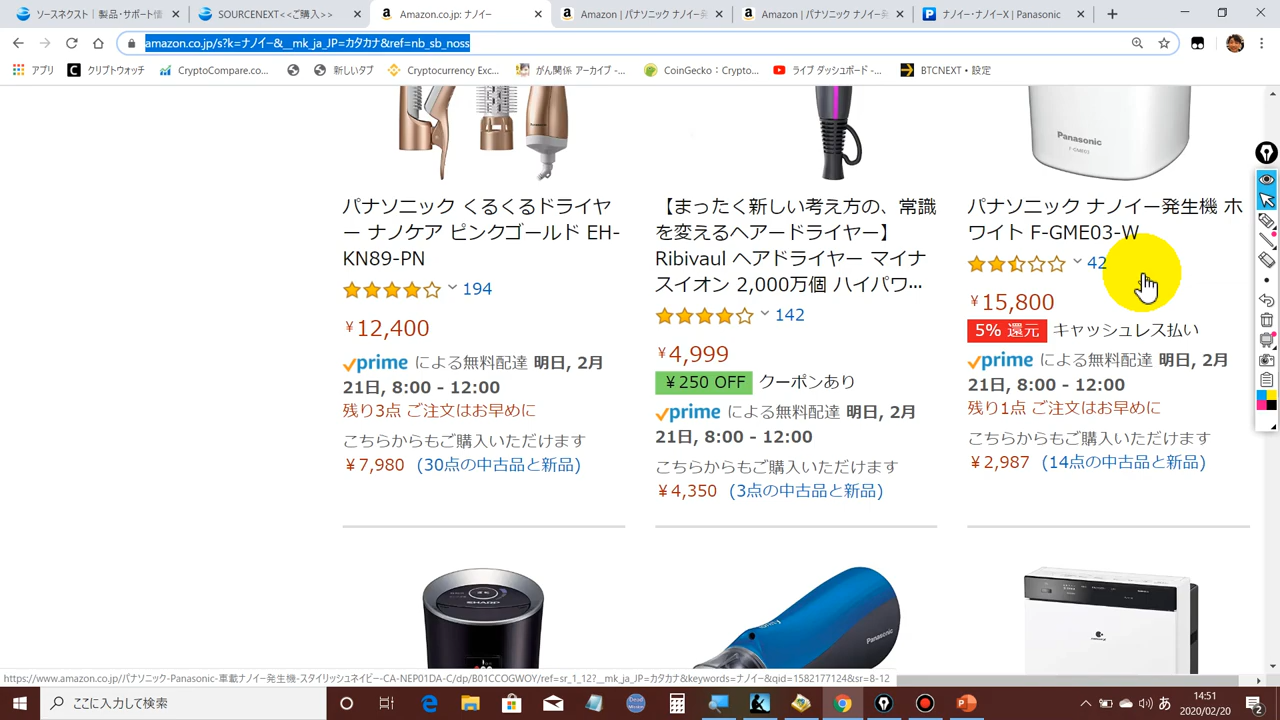 SOURCENEXT | 製品・サポート情
SOURCENEXT<<ご購入>>
Amazon.co.jp: ナノイー
Amazon | パナソニック ナノイー発
Amazon | パナソニック ナノイー発
ナノイー・ナノイーX | Panasonic
amazon.co.jp/s?k=ナノイー&__mk_ja_JP=カタカナ&ref=nb_sb_noss
アプリ
クリプトウォッチ
CryptoCompare.co...
新しいタブ
Cryptocurrency Exc...
がん関係 アーカイブ -...
CoinGecko：Crypto...
ライブ ダッシュボード -...
BTCNEXT • 設定
Panasonic
F-GME03
パナソニック くるくるドライヤ
ー ナノケア ピンクゴールド EH-
KN89-PN
194
¥12,400
prime による無料配達 明日, 2月
21日, 8:00 - 12:00
残り3点 ご注文はお早めに
こちらからもご購入いただけます
¥7,980 (30点の中古品と新品)
【まったく新しい考え方の、常識
を変えるヘアードライヤー】
Ribivaul ヘアドライヤー マイナ
スイオン 2,000万個 ハイパワ...
142
¥4,999
¥250 OFF クーポンあり
prime による無料配達 明日, 2月
21日, 8:00 - 12:00
こちらからもご購入いただけます
¥4,350 (3点の中古品と新品)
パナソニック ナノイー発生機 ホ
ワイト F-GME03-W
42
¥15,800
5% 還元 キャッシュレス払い
prime による無料配達 明日, 2月
21日, 8:00 - 12:00
残り1点 ご注文はお早めに
こちらからもご購入いただけます
¥2,987 (14点の中古品と新品)
SHARP
Panasonic
https://www.amazon.co.jp//パナソニック-Panasonic-車載ナノイー発生機-スタイリッシュネイビー-CA-NEP01DA-C/dp/B01CCOGWOY/ref=sr_1_12?__mk_ja_JP=カタカナ&keywords=ナノイー&qid=1582177124&sr=8-12
ここに入力して検索
あ
14:51
2020/02/20
2